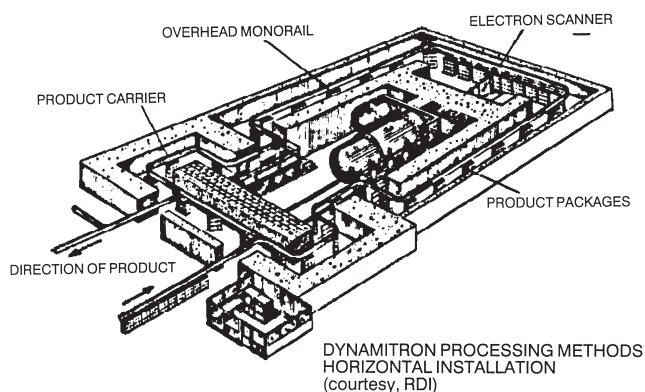 ELECTRON SCANNER
OVERHEAD MONORAIL
PRODUCT CARRIER
PRODUCT PACKAGES
DIRECTION OF PRODUCT
DYNAMITRON PROCESSING METHODS
HORIZONTAL INSTALLATION
(courtesy, RDI)